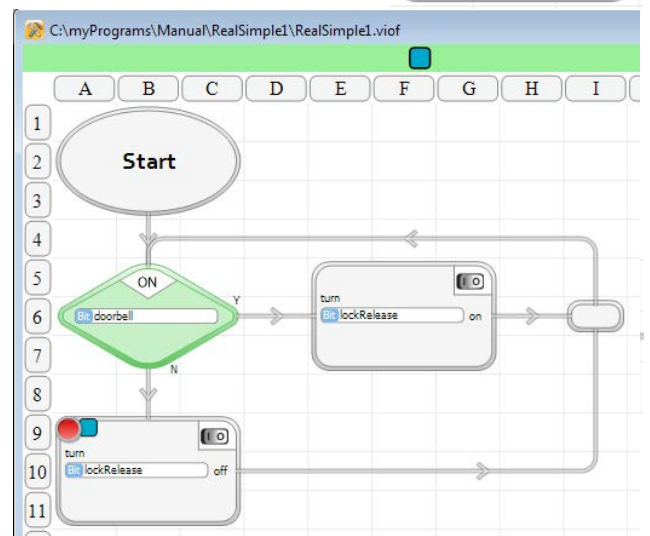 C:\myPrograms\Manual\RealSimple1\RealSimple1.viof
A B C D E F G H I
1
2
Start
3
4
5
ON
6
Bit doorbell
Y
turn
Bit lockRelease
on
7
N
8
9
turn
10
Bit lockRelease
off
11